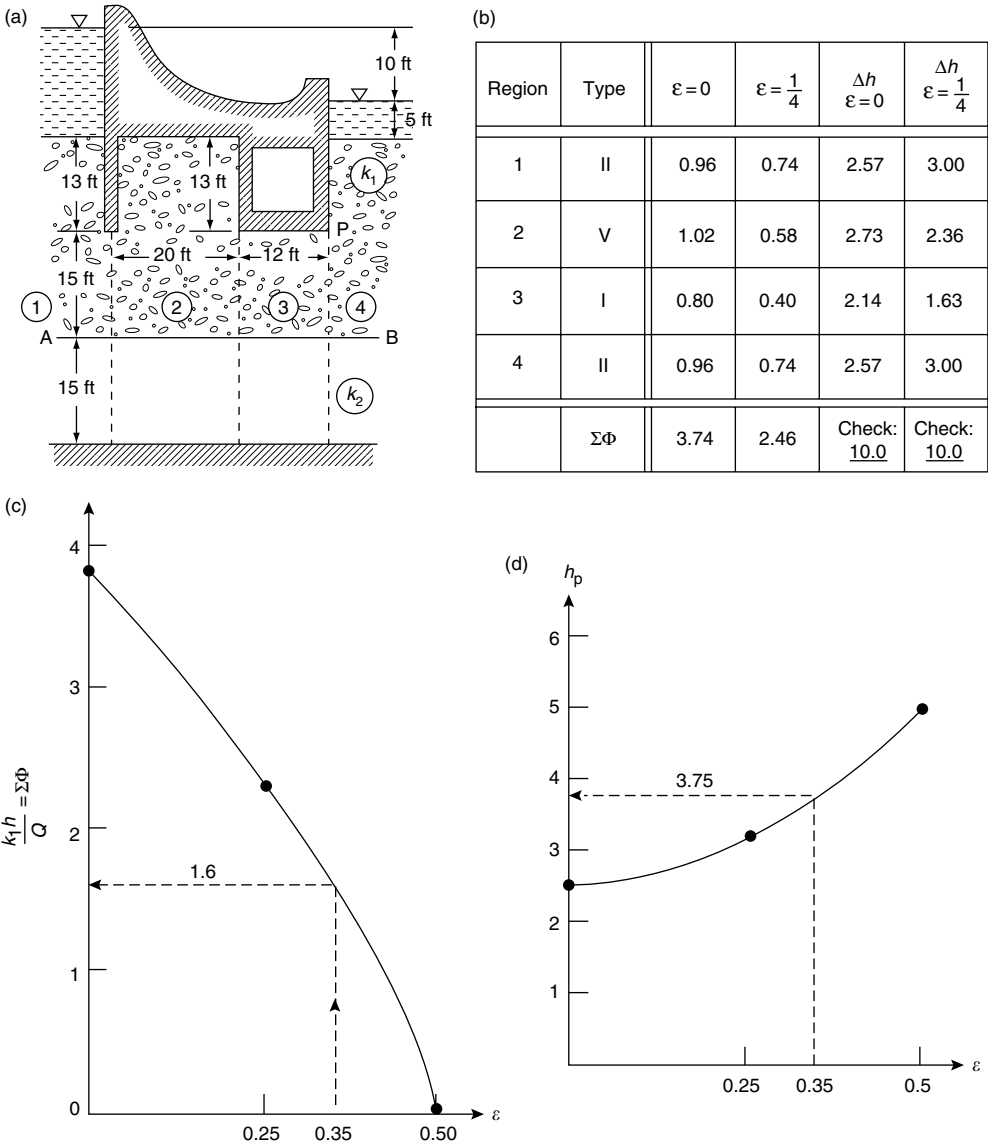 (a)
10 ft
5 ft
13 ft
13 ft
k1
P
20 ft
12 ft
15 ft
1
2
3
4
A
B
15 ft
k2
(b)
Region Type ε = 0 ε = 1/4 Δh ε = 0 Δh ε = 1/4
1 II 0.96 0.74 2.57 3.00
2 V 1.02 0.58 2.73 2.36
3 I 0.80 0.40 2.14 1.63
4 II 0.96 0.74 2.57 3.00
ΣΦ 3.74 2.46 Check: 10.0 Check: 10.0
(c)
4
3
2
1
0
k1h/Q = ΣΦ
1.6
0.25
0.35
0.50
ε
(d)
hp
6
5
4
3
2
1
3.75
0.25
0.35
0.5
ε